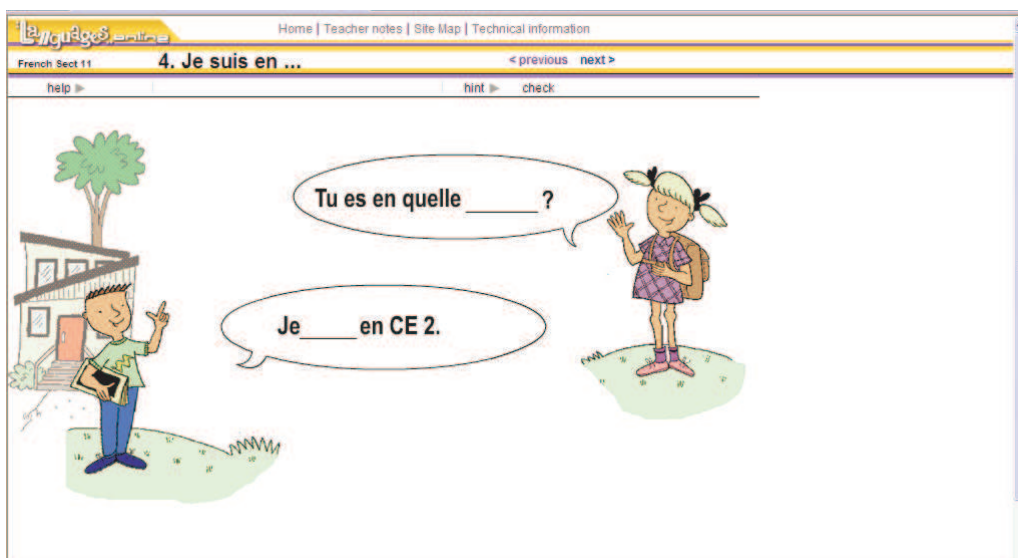 Languages online
Home | Teacher notes | Site Map | Technical information
French Sect 11
4. Je suis en ...
< previous next >
help
hint
check
Tu es en quelle ______ ?
Je_____ en CE 2.